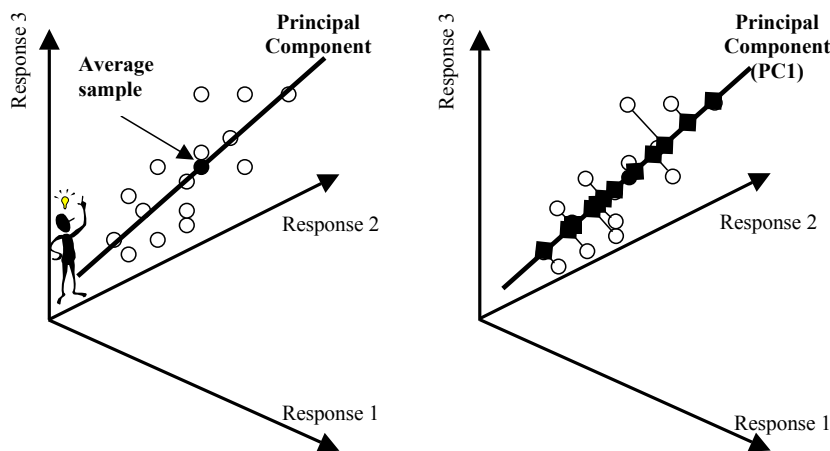 Response 3
Principal
Component
Average
sample
Response 2
Response 1
Response 3
Principal
Component
(PC1)
Response 2
Response 1